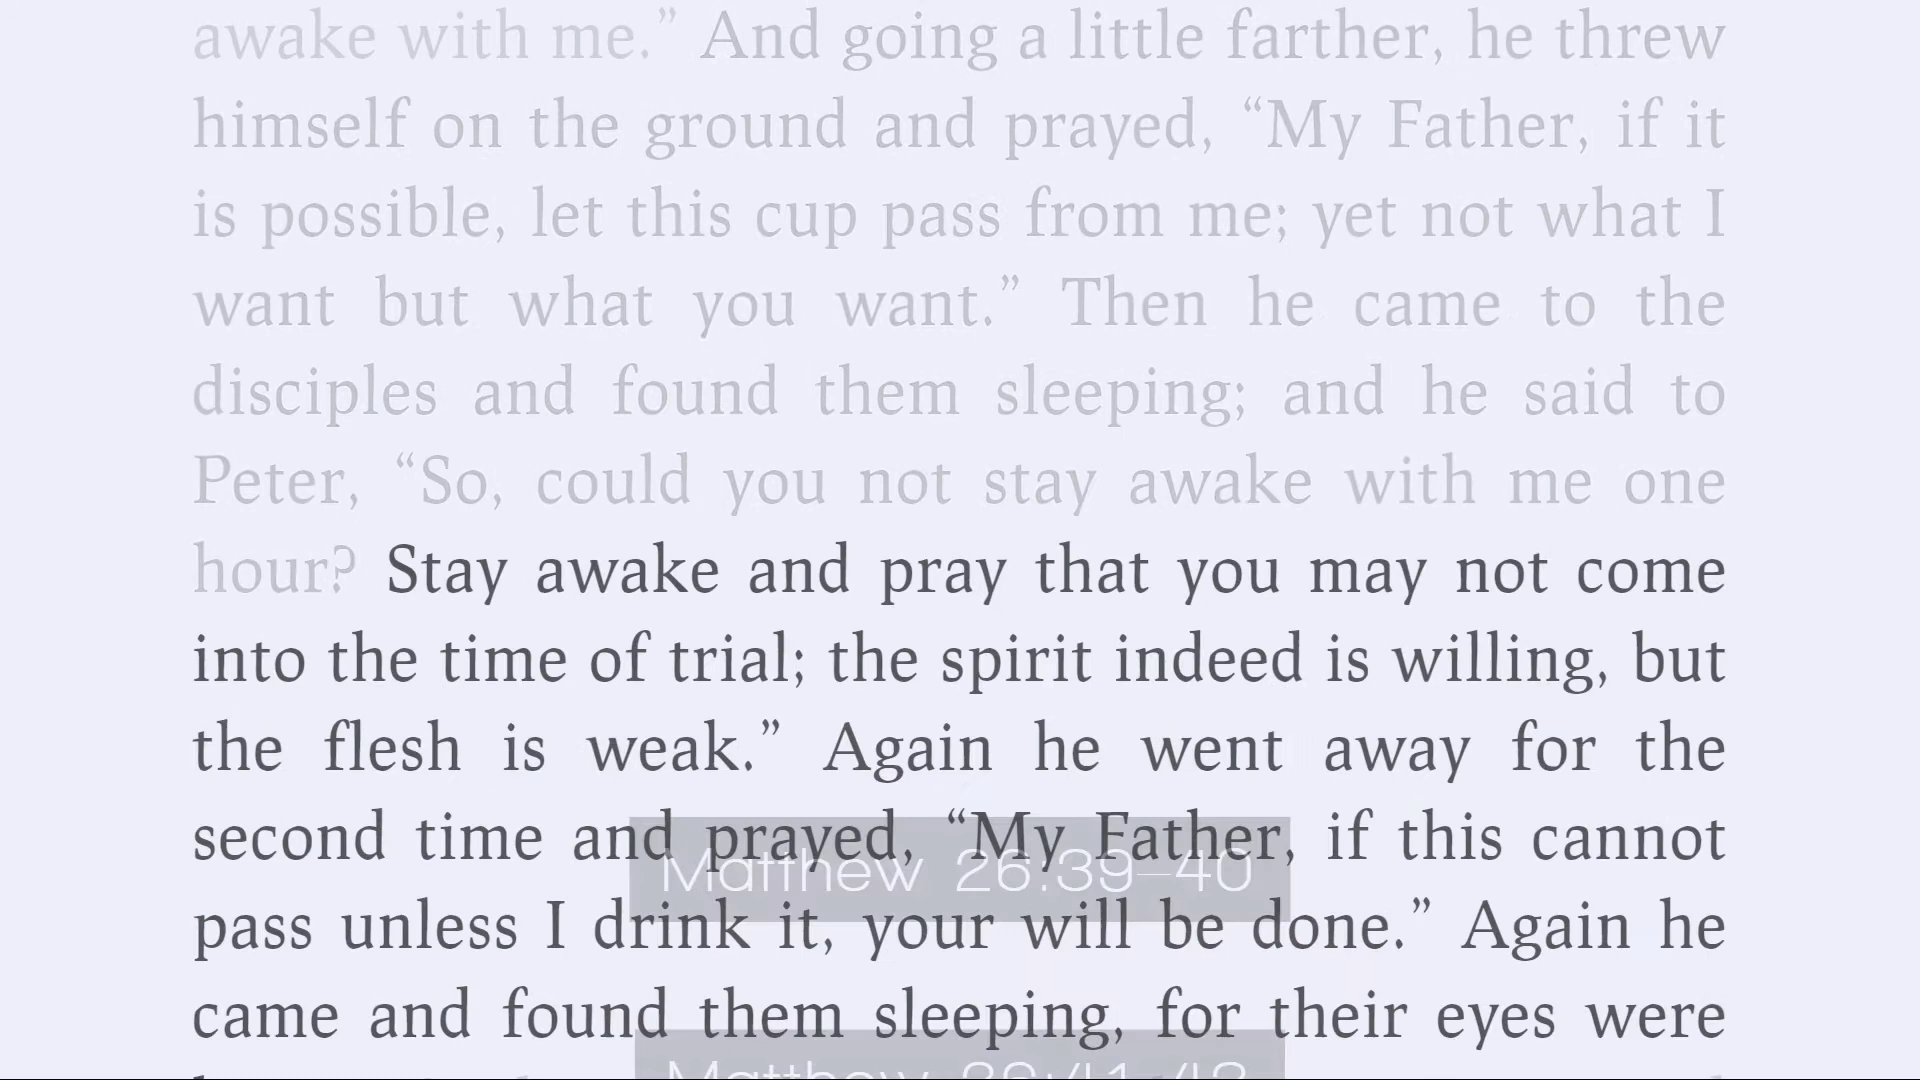 awake with me.” And going a little farther, he threw
himself on the ground and prayed, “My Father, if it
is possible, let this cup pass from me; yet not what I
want but what you want.” Then he came to the
disciples and found them sleeping; and he said to
Peter, “So, could you not stay awake with me one
hour? Stay awake and pray that you may not come
into the time of trial; the spirit indeed is willing, but
the flesh is weak.” Again he went away for the
second time and prayed, “My Father, if this cannot
Matthew 26:39–40
pass unless I drink it, your will be done.” Again he
came and found them sleeping, for their eyes were
Matthew